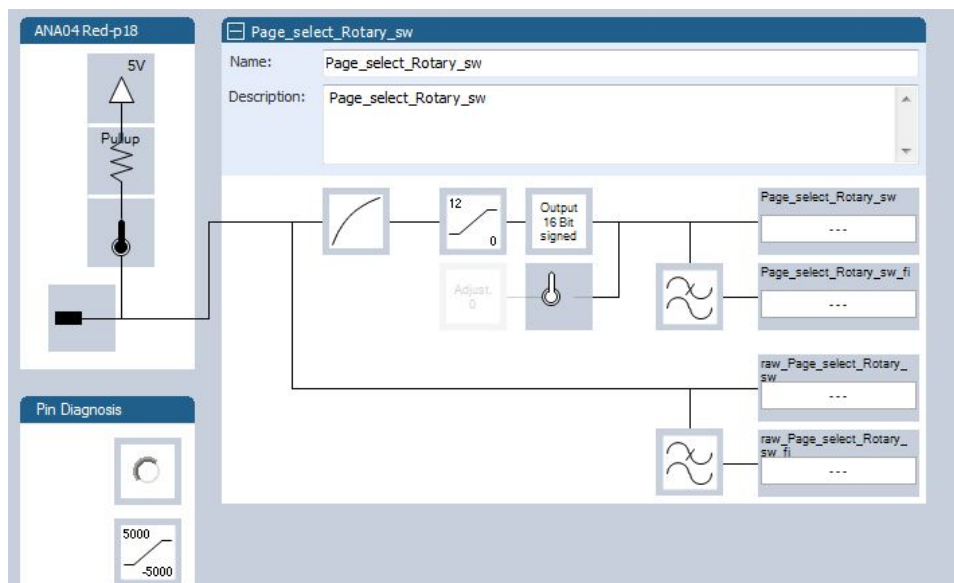 ANA04 Red-p18
5V
Pullup
Page_select_Rotary_sw
Name:
Page_select_Rotary_sw
Description:
Page_select_Rotary_sw
12
0
Output
16 Bit
signed
Adjust.
0
Page_select_Rotary_sw
---
Page_select_Rotary_sw_fi
---
raw_Page_select_Rotary_
sw
---
raw_Page_select_Rotary_
sw_fi
---
Pin Diagnosis
5000
-5000